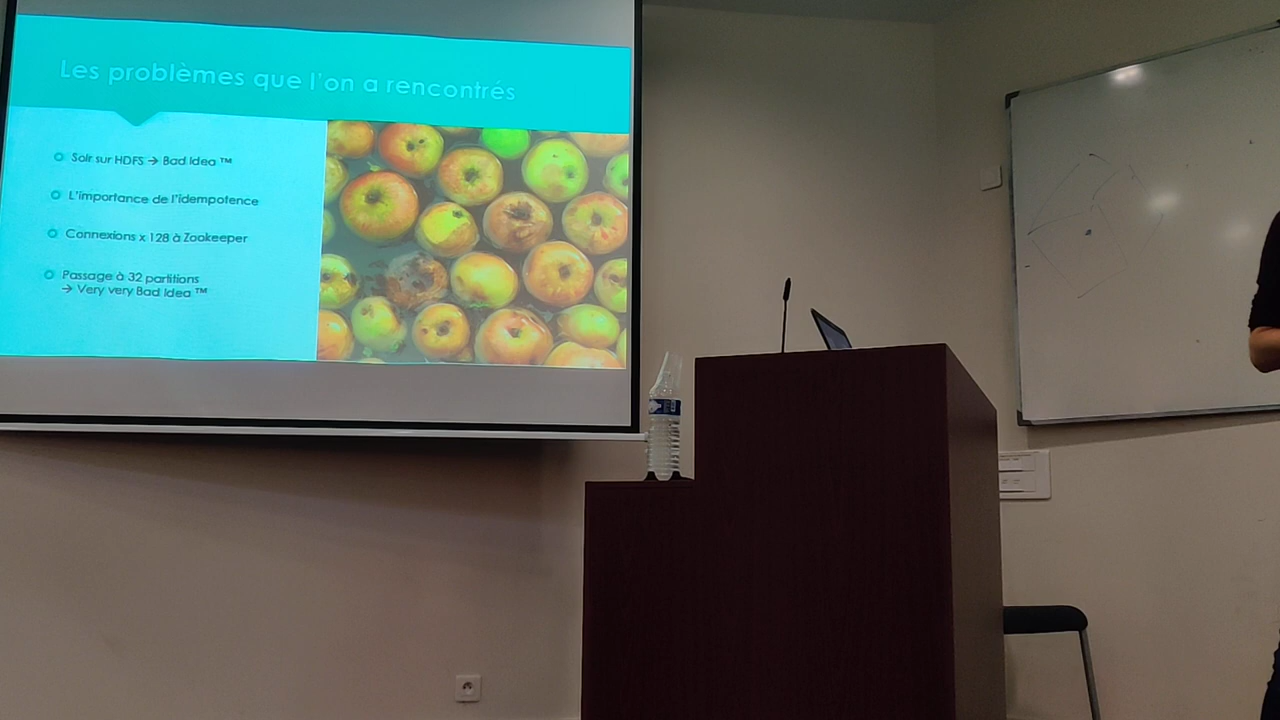 Les problèmes que l'on a rencontrés
Solr sur HDFS → Bad Idea ™
L'importance de l'idempotence
Connexions x 128 à Zookeeper
Passage à 32 partitions
→ Very very Bad Idea ™